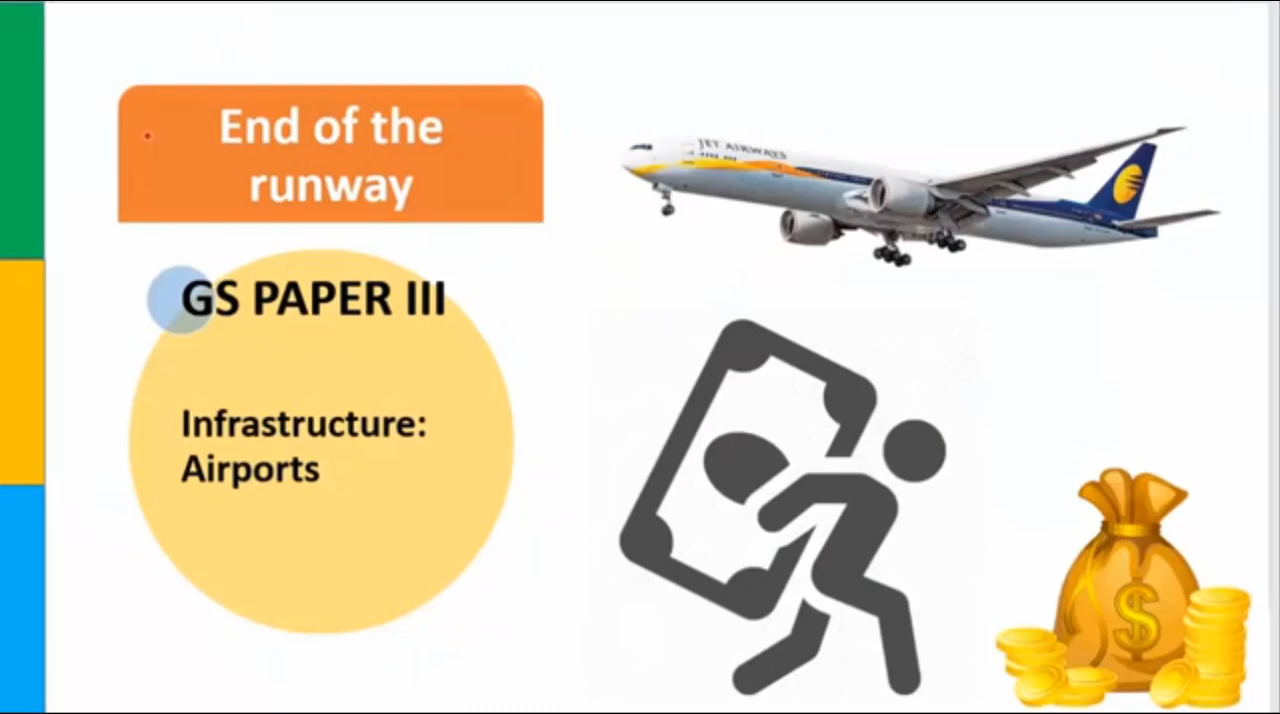 End of the
runway
JET AIRWAYS
GS PAPER III
Infrastructure:
Airports
$